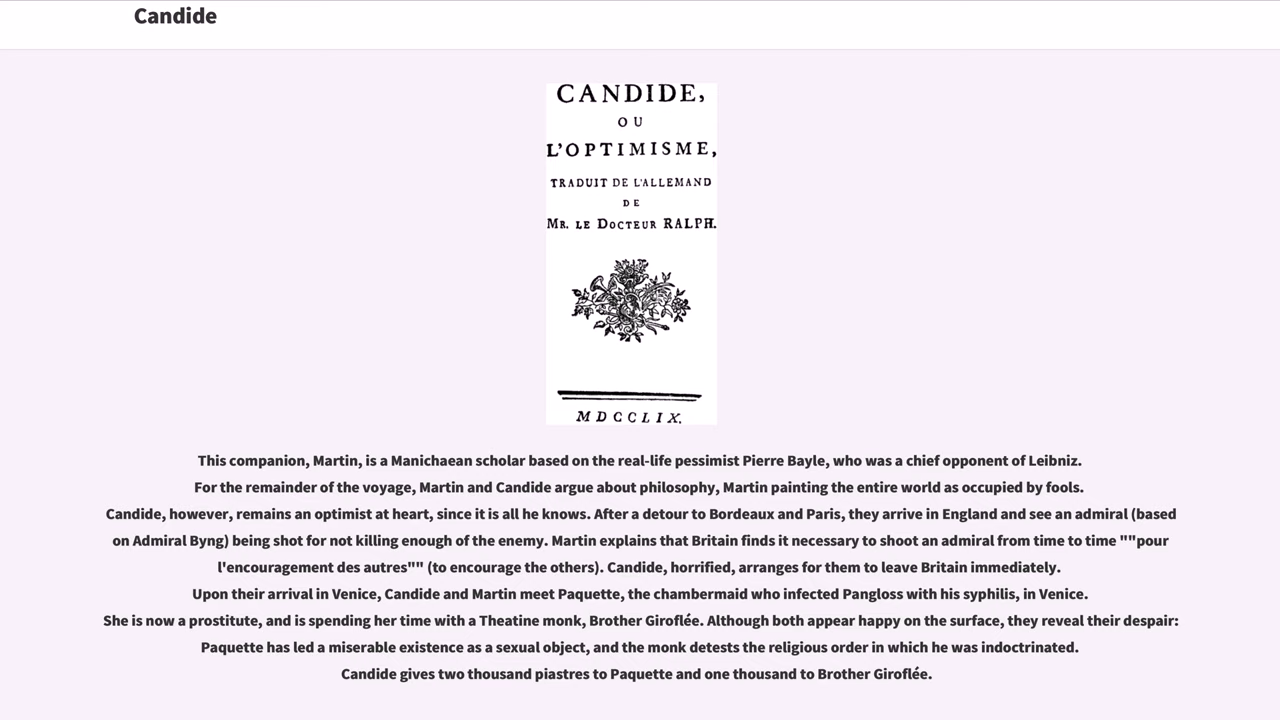 Candide
CANDIDE,
OU
L'OPTIMISME,
TRADUIT DE L'ALLEMAND
DE
MR. LE DOCTEUR RALPH.
MDCCLIX.
This companion, Martin, is a Manichaean scholar based on the real-life pessimist Pierre Bayle, who was a chief opponent of Leibniz.
For the remainder of the voyage, Martin and Candide argue about philosophy, Martin painting the entire world as occupied by fools.
Candide, however, remains an optimist at heart, since it is all he knows. After a detour to Bordeaux and Paris, they arrive in England and see an admiral (based
on Admiral Byng) being shot for not killing enough of the enemy. Martin explains that Britain finds it necessary to shoot an admiral from time to time ""pour
l'encouragement des autres"" (to encourage the others). Candide, horrified, arranges for them to leave Britain immediately.
Upon their arrival in Venice, Candide and Martin meet Paquette, the chambermaid who infected Pangloss with his syphilis, in Venice.
She is now a prostitute, and is spending her time with a Theatine monk, Brother Giroflée. Although both appear happy on the surface, they reveal their despair:
Paquette has led a miserable existence as a sexual object, and the monk detests the religious order in which he was indoctrinated.
Candide gives two thousand piastres to Paquette and one thousand to Brother Giroflée.